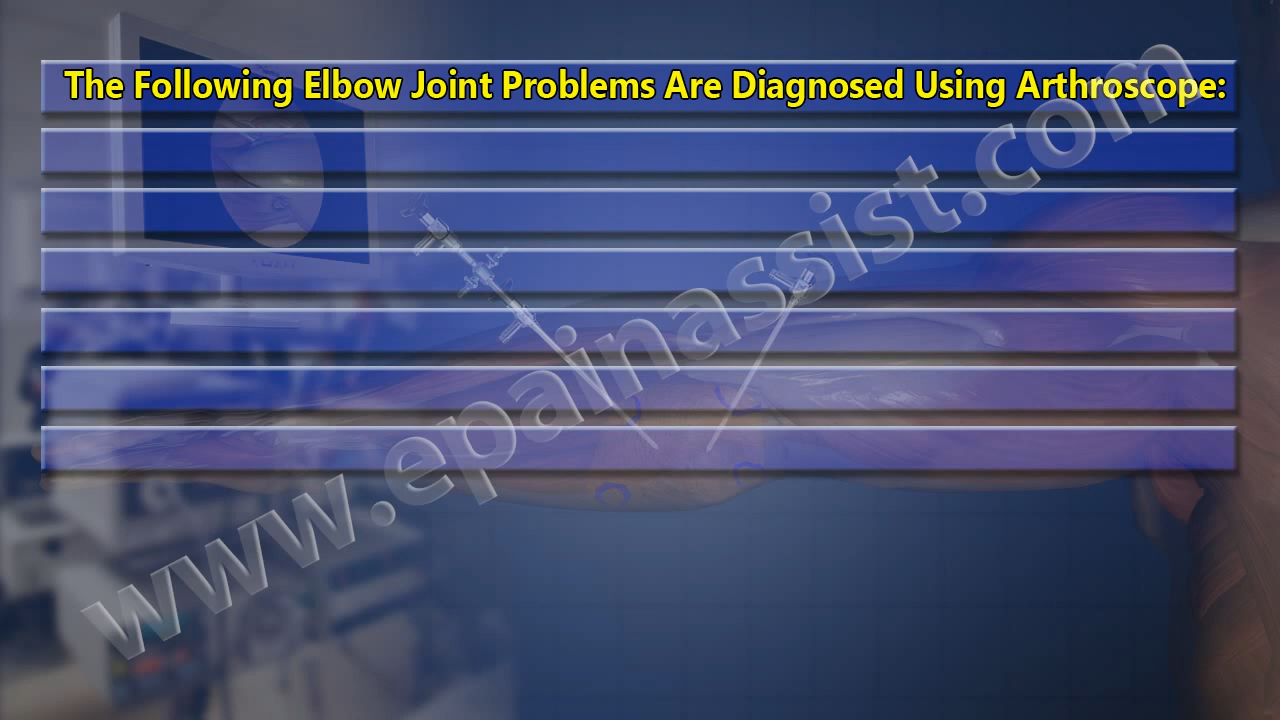 The Following Elbow Joint Problems Are Diagnosed Using Arthroscope:
www.epainassist.com